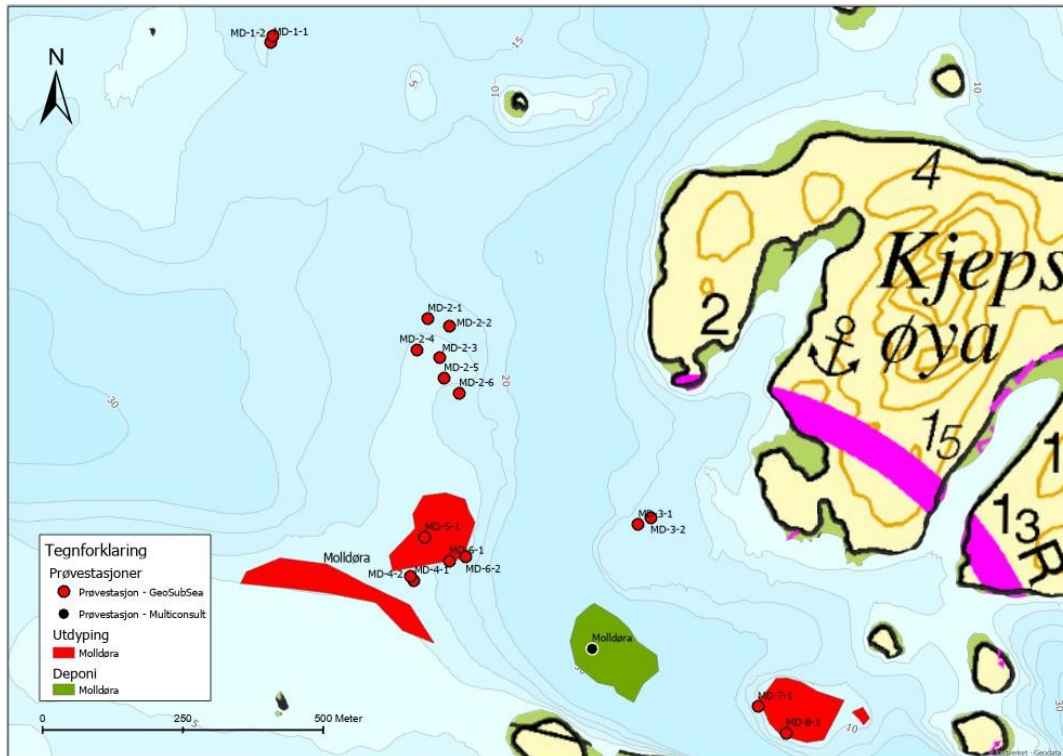 MD-1-2
MD-1-1
15
5
10
10
N
4
Kjeps
øya
2
MD-2-1
MD-2-2
MD-2-4
MD-2-3
MD-2-5
MD-2-6
20
30
15
1
13
R
MD-3-1
MD-3-2
MD-5-1
MD-6-1
MD-6-2
MD-4-2
MD-4-1
Molldøra
Tegnforklaring
Prøvestasjoner
Prøvestasjon - GeoSubSea
Prøvestasjon - Multiconsult
Utdyping
Molldøra
Deponi
Molldøra
Molldøra
MD-7-1
MD-8-1
10
30
5
0
250
500 Meter